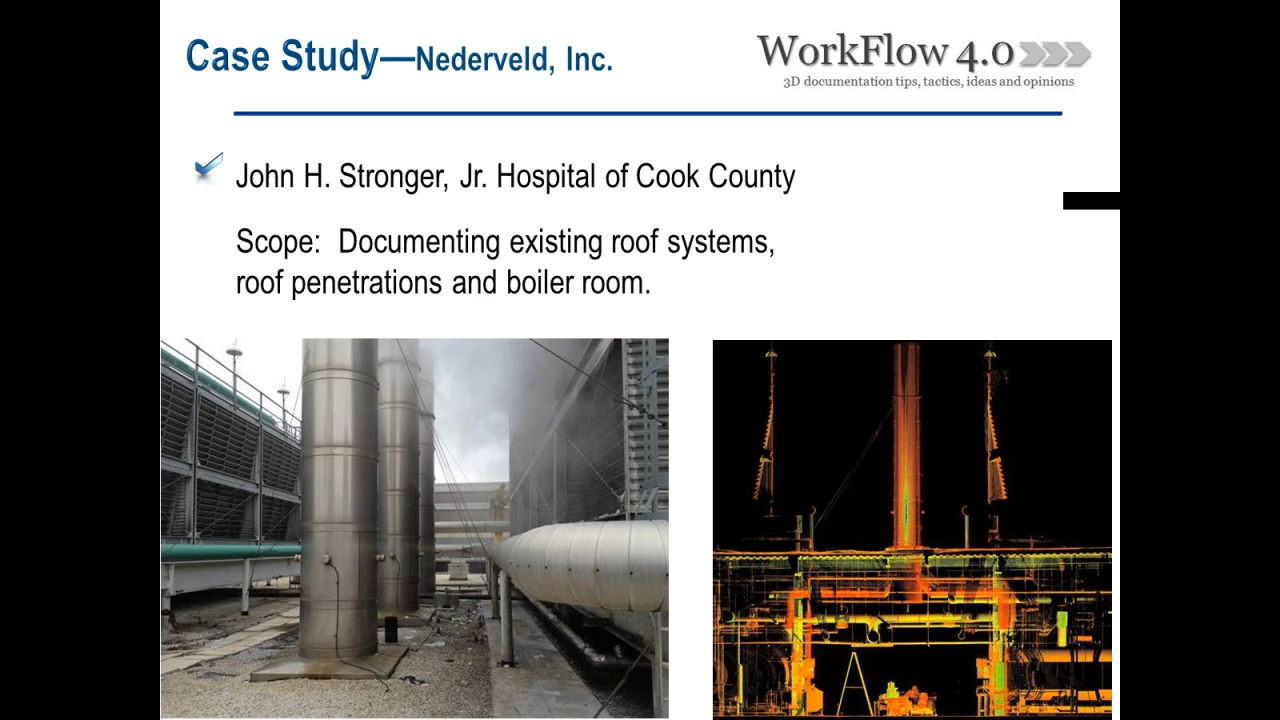 Case Study—Nederveld, Inc.
WorkFlow 4.0
3D documentation tips, tactics, ideas and opinions
John H. Stronger, Jr. Hospital of Cook County
Scope: Documenting existing roof systems,
roof penetrations and boiler room.